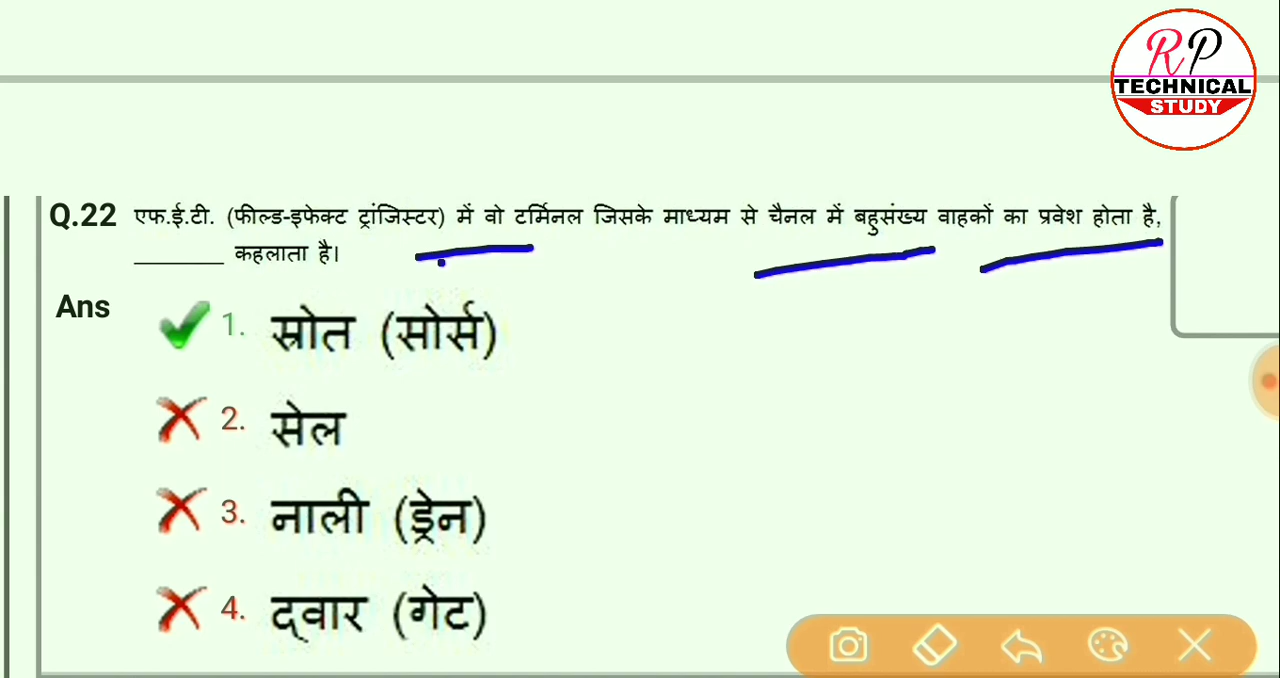 RP
TECHNICAL
STUDY
Q.22 एफ.ई.टी. (फील्ड-इफेक्ट ट्रांजिस्टर) में वो टर्मिनल जिसके माध्यम से चैनल में बहुसंख्य वाहकों का प्रवेश होता है,
________ कहलाता है।
Ans
1. स्रोत (सोर्स)
2. सेल
3. नाली (ड्रेन)
4. द्वार (गेट)